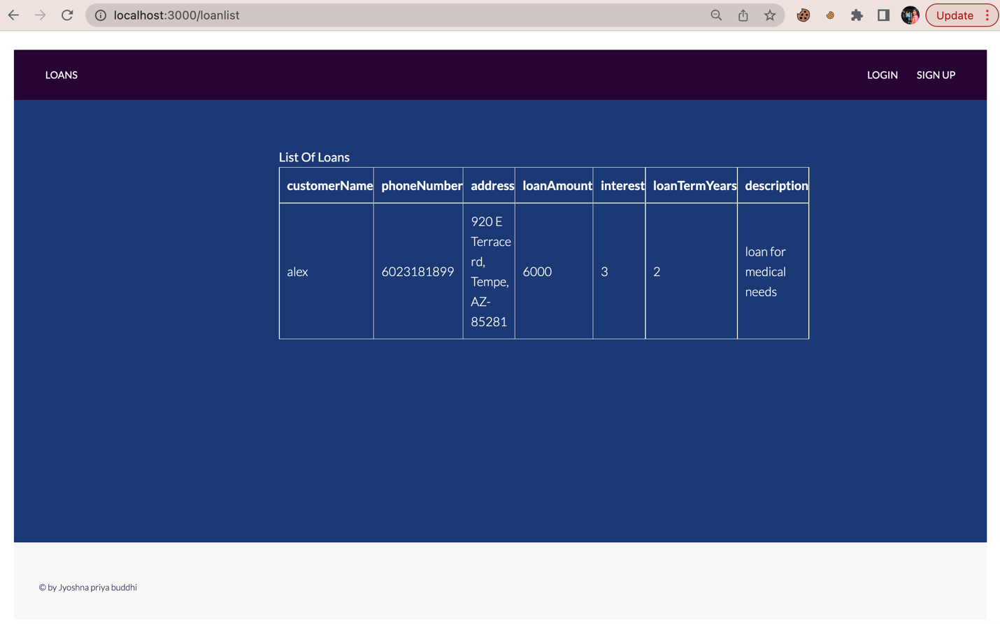 localhost:3000/loanlist
Update
LOANS
LOGIN
SIGN UP
List Of Loans
customerName phoneNumber address loanAmount interest loanTermYears description
alex
6023181899
920 E
Terrace
rd,
Tempe,
AZ-
85281
6000
3
2
loan for
medical
needs
© by Jyoshna priya buddhi